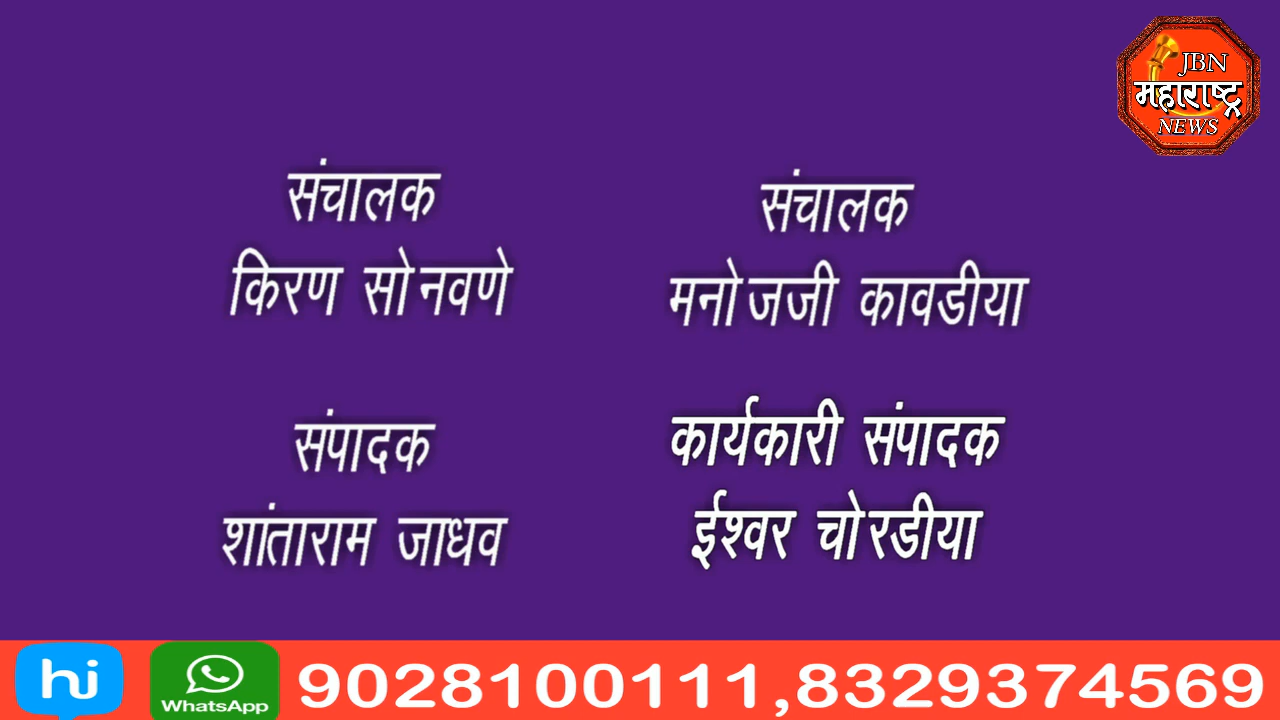 JBN
महाराष्ट्र
NEWS
संचालक
किरण सोनवणे
संचालक
मनोजजी कावडीया
संपादक
शांताराम जाधव
कार्यकारी संपादक
ईश्वर चोरडीया
hi
WhatsApp
9028100111,8329374569